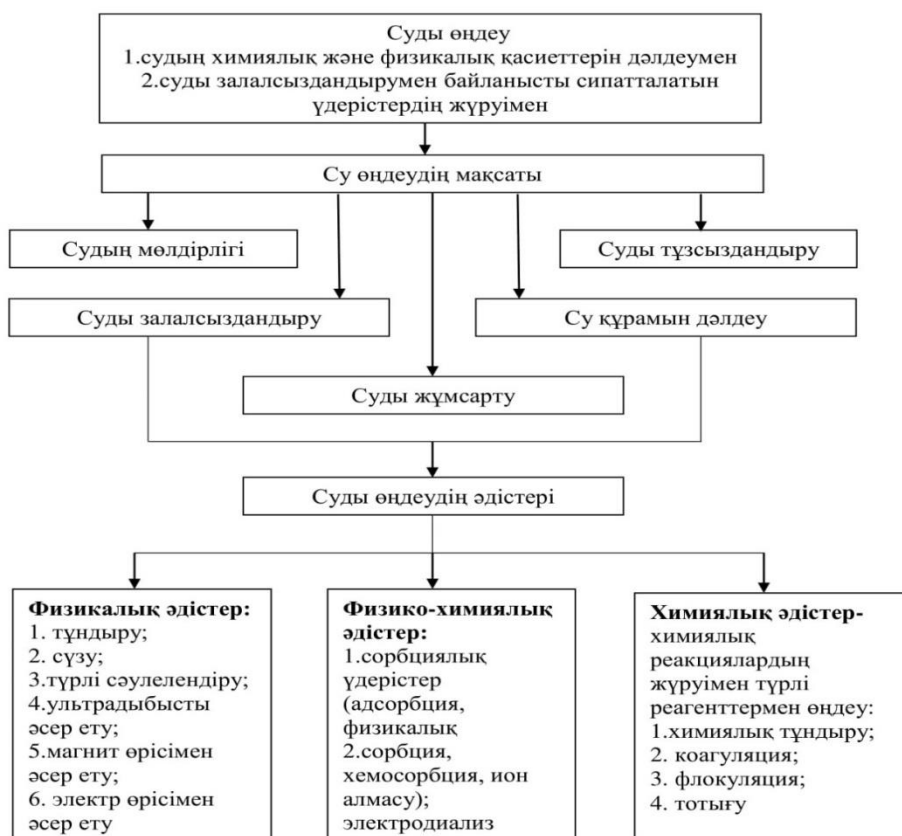 Суды өңдеу
1.судың химиялық және физикалық қасиеттерін дәлдеумен
2.суды залалсыздандырумен байланысты сипатталатын
үдерістердің жүруімен
Су өңдеудің мақсаты
Судың мөлдірлігі
Суды тұзсыздандыру
Суды залалсыздандыру
Су құрамын дәлдеу
Суды жұмсарту
Суды өңдеудің әдістері
Физикалық әдістер:
1. тұндыру;
2. сүзу;
3.түрлі сәулелендіру;
4.ультрадыбысты
әсер ету;
5.магнит өрісімен
әсер ету;
6. электр өрісімен
әсер ету
Физико-химиялық
әдістер:
1.сорбциялық
үдерістер
(адсорбция,
физикалық
2.сорбция,
хемосорбция, ион
алмасу);
электродиализ
Химиялық әдістер-
химиялық
реакциялардың
жүруімен түрлі
реагенттермен өңдеу:
1.химиялық тұндыру;
2. коагуляция;
3. флокуляция;
4. тотығу